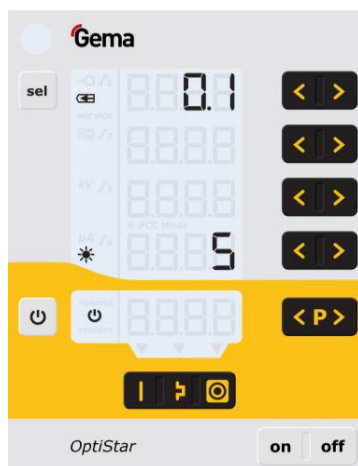 Gema
sel
0.1
service
kV
PCC Mode
µA
5
remote
system
< P >
OptiStar
on off